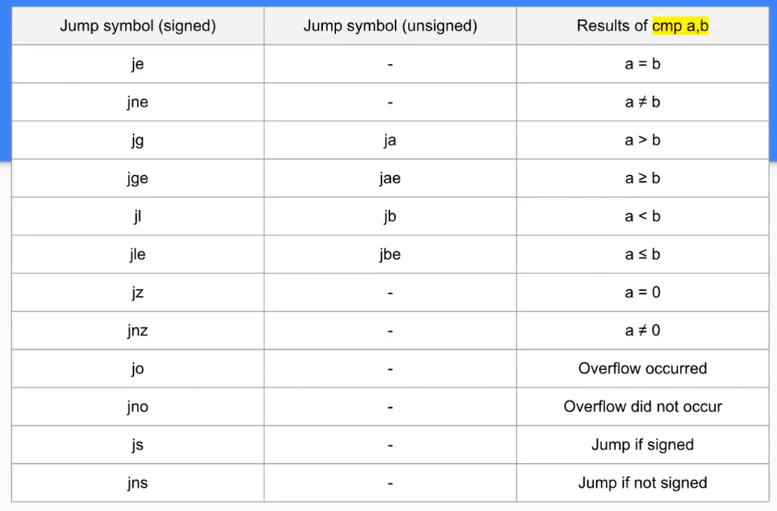 Jump symbol (signed) Jump symbol (unsigned) Results of cmp a,b
je - a = b
jne - a ≠ b
jg ja a > b
jge jae a ≥ b
jl jb a < b
jle jbe a ≤ b
jz - a = 0
jnz - a ≠ 0
jo - Overflow occurred
jno - Overflow did not occur
js - Jump if signed
jns - Jump if not signed